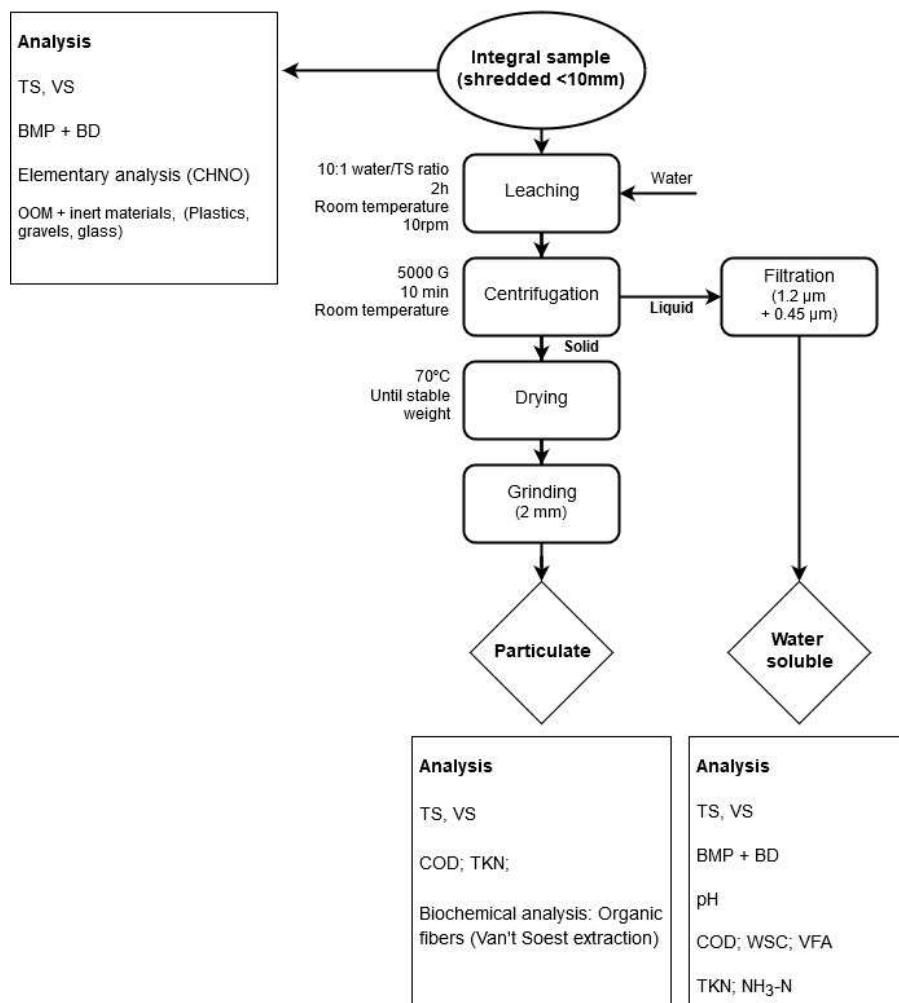 Analysis
TS, VS
BMP + BD
Elementary analysis (CHNO)
OOM + inert materials, (Plastics,
gravels, glass)
Integral sample
(shredded <10mm)
10:1 water/TS ratio
2h
Room temperature
10rpm
Leaching
Water
5000 G
10 min
Room temperature
Centrifugation
Liquid
Filtration
(1.2 µm
+ 0.45 µm)
Solid
70ºC
Until stable
weight
Drying
Grinding
(2 mm)
Particulate
Water
soluble
Analysis
TS, VS
COD; TKN;
Biochemical analysis: Organic
fibers (Van't Soest extraction)
Analysis
TS, VS
BMP + BD
pH
COD; WSC; VFA
TKN; NH₃-N